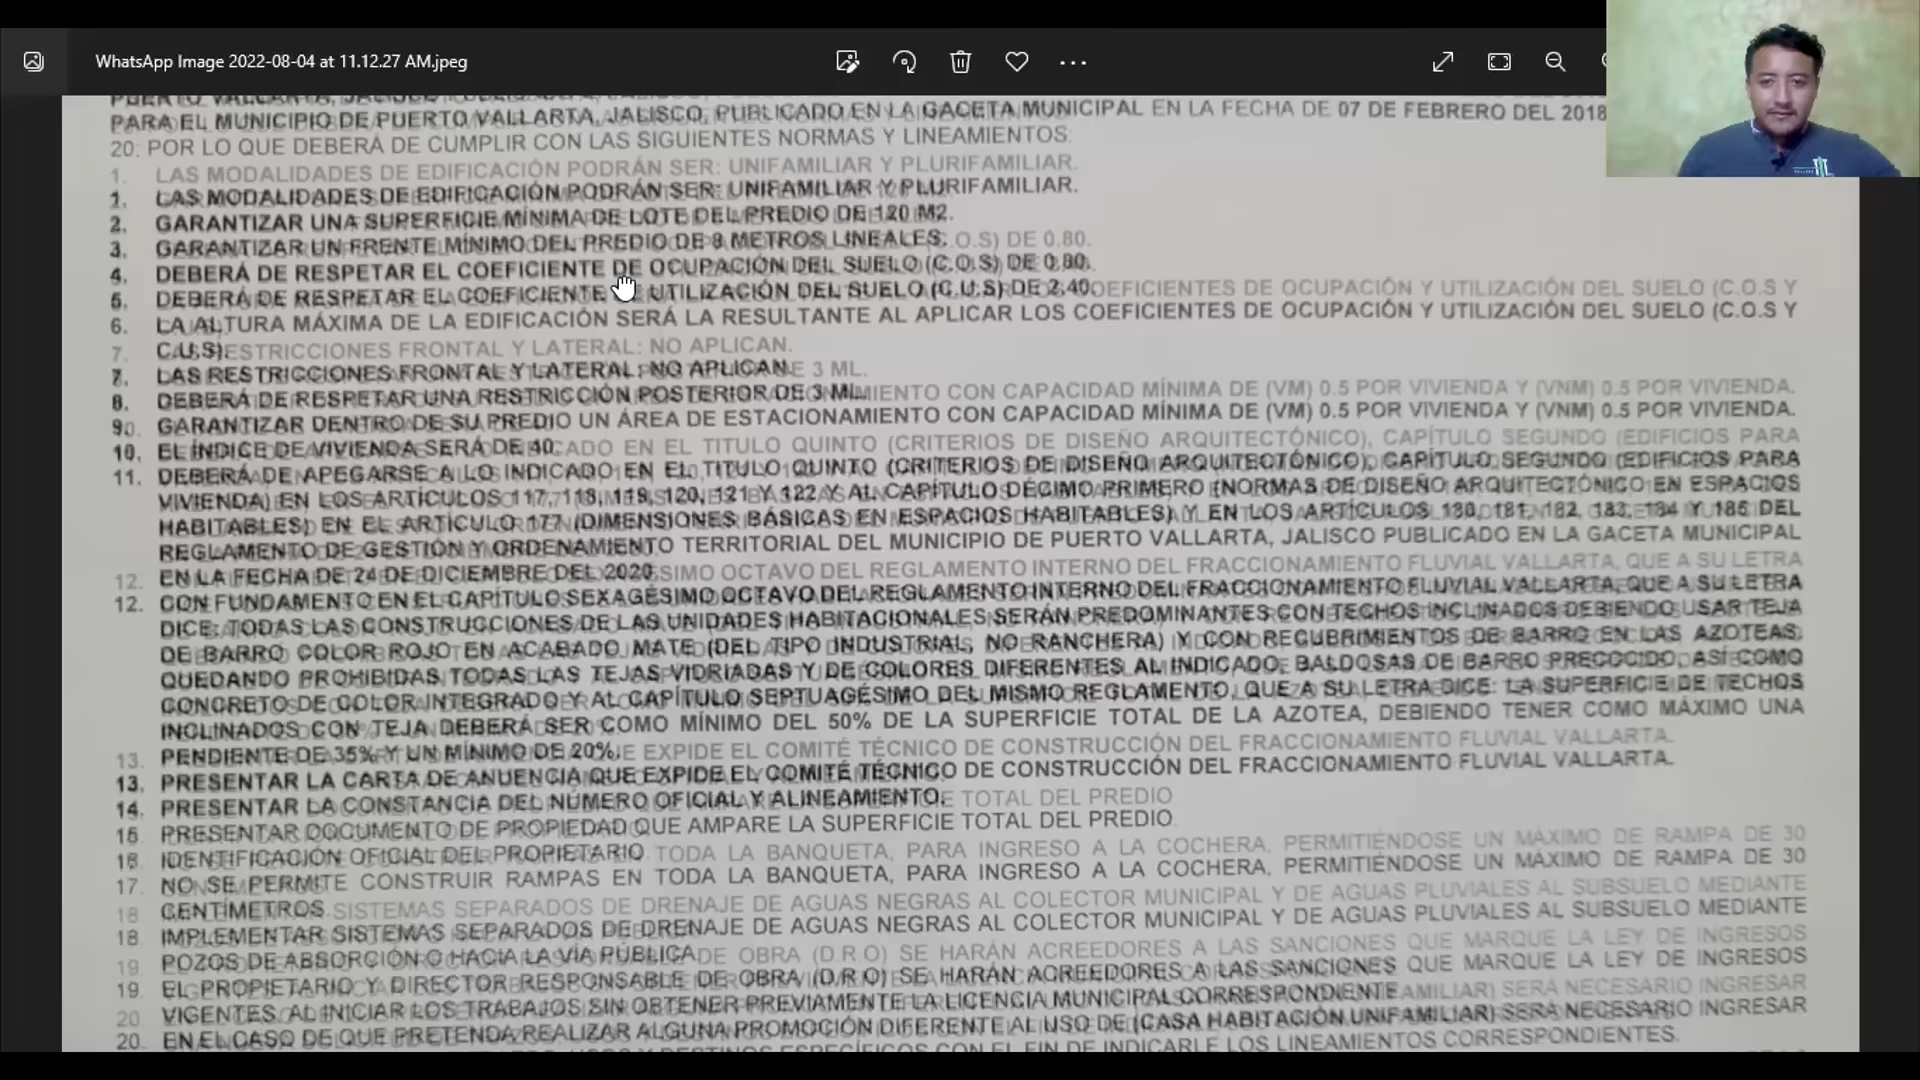 WhatsApp Image 2022-08-04 at 11.12.27 AM.jpeg
PARA EL MUNICIPIO DE PUERTO VALLARTA, JALISCO, PUBLICADO EN LA GACETA MUNICIPAL EN LA FECHA DE 07 DE FEBRERO DEL 2018
20: POR LO QUE DEBERÁ DE CUMPLIR CON LAS SIGUIENTES NORMAS Y LINEAMIENTOS:
1. LAS MODALIDADES DE EDIFICACIÓN PODRÁN SER: UNIFAMILIAR Y PLURIFAMILIAR.
2. GARANTIZAR UNA SUPERFICIE MÍNIMA DE LOTE DEL PREDIO DE 120 M2.
3. GARANTIZAR UN FRENTE MÍNIMO DEL PREDIO DE 8 METROS LINEALES.
4. DEBERÁ DE RESPETAR EL COEFICIENTE DE OCUPACIÓN DEL SUELO (C.O.S) DE 0.80.
5. DEBERÁ DE RESPETAR EL COEFICIENTE DE UTILIZACIÓN DEL SUELO (C.U.S) DE 2.40.
6. LA ALTURA MÁXIMA DE LA EDIFICACIÓN SERÁ LA RESULTANTE AL APLICAR LOS COEFICIENTES DE OCUPACIÓN Y UTILIZACIÓN DEL SUELO (C.O.S Y
C.U.S).
7. LAS RESTRICCIONES FRONTAL Y LATERAL: NO APLICAN.
8. DEBERÁ DE RESPETAR UNA RESTRICCIÓN POSTERIOR DE 3 ML.
9. GARANTIZAR DENTRO DE SU PREDIO UN ÁREA DE ESTACIONAMIENTO CON CAPACIDAD MÍNIMA DE (VM) 0.5 POR VIVIENDA Y (VNM) 0.5 POR VIVIENDA.
10. EL ÍNDICE DE VIVIENDA SERÁ DE 40.
11. DEBERÁ DE APEGARSE A LO INDICADO EN EL TITULO QUINTO (CRITERIOS DE DISEÑO ARQUITECTÓNICO), CAPÍTULO SEGUNDO (EDIFICIOS PARA
VIVIENDA) EN LOS ARTÍCULOS 117, 118, 119, 120, 121 Y 122 Y AL CAPÍTULO DÉCIMO PRIMERO (NORMAS DE DISEÑO ARQUITECTÓNICO EN ESPACIOS
HABITABLES) EN EL ARTÍCULO 177 (DIMENSIONES BÁSICAS EN ESPACIOS HABITABLES) Y EN LOS ARTÍCULOS 180, 181, 182, 183, 184 Y 185 DEL
REGLAMENTO DE GESTIÓN Y ORDENAMIENTO TERRITORIAL DEL MUNICIPIO DE PUERTO VALLARTA, JALISCO PUBLICADO EN LA GACETA MUNICIPAL
EN LA FECHA DE 24 DE DICIEMBRE DEL 2020.
12. CON FUNDAMENTO EN EL CAPÍTULO SEXAGÉSIMO OCTAVO DEL REGLAMENTO INTERNO DEL FRACCIONAMIENTO FLUVIAL VALLARTA, QUE A SU LETRA
DICE: TODAS LAS CONSTRUCCIONES DE LAS UNIDADES HABITACIONALES SERÁN PREDOMINANTES CON TECHOS INCLINADOS DEBIENDO USAR TEJA
DE BARRO COLOR ROJO EN ACABADO MATE (DEL TIPO INDUSTRIAL, NO RANCHERA) Y CON RECUBRIMIENTOS DE BARRO EN LAS AZOTEAS.
QUEDANDO PROHIBIDAS TODAS LAS TEJAS VIDRIADAS Y DE COLORES DIFERENTES AL INDICADO, BALDOSAS DE BARRO PRECOCIDO, ASÍ COMO
CONCRETO DE COLOR INTEGRADO Y AL CAPÍTULO SEPTUAGÉSIMO DEL MISMO REGLAMENTO, QUE A SU LETRA DICE: LA SUPERFICIE DE TECHOS
INCLINADOS CON TEJA DEBERÁ SER COMO MÍNIMO DEL 50% DE LA SUPERFICIE TOTAL DE LA AZOTEA, DEBIENDO TENER COMO MÁXIMO UNA
PENDIENTE DE 35% Y UN MÍNIMO DE 20%.
13. PRESENTAR LA CARTA DE ANUENCIA QUE EXPIDE EL COMITÉ TÉCNICO DE CONSTRUCCIÓN DEL FRACCIONAMIENTO FLUVIAL VALLARTA.
14. PRESENTAR LA CONSTANCIA DEL NÚMERO OFICIAL Y ALINEAMIENTO.
15. PRESENTAR DOCUMENTO DE PROPIEDAD QUE AMPARE LA SUPERFICIE TOTAL DEL PREDIO
16. IDENTIFICACIÓN OFICIAL DEL PROPIETARIO.
17. NO SE PERMITE CONSTRUIR RAMPAS EN TODA LA BANQUETA, PARA INGRESO A LA COCHERA, PERMITIÉNDOSE UN MÁXIMO DE RAMPA DE 30
CENTÍMETROS.
18. IMPLEMENTAR SISTEMAS SEPARADOS DE DRENAJE DE AGUAS NEGRAS AL COLECTOR MUNICIPAL Y DE AGUAS PLUVIALES AL SUBSUELO MEDIANTE
POZOS DE ABSORCIÓN O HACIA LA VÍA PÚBLICA.
19. EL PROPIETARIO Y DIRECTOR RESPONSABLE DE OBRA (D.R.O) SE HARÁN ACREEDORES A LAS SANCIONES QUE MARQUE LA LEY DE INGRESOS
VIGENTES AL INICIAR LOS TRABAJOS SIN OBTENER PREVIAMENTE LA LICENCIA MUNICIPAL CORRESPONDIENTE
20. EN EL CASO DE QUE PRETENDA REALIZAR ALGUNA PROMOCIÓN DIFERENTE AL USO DE (CASA HABITACIÓN UNIFAMILIAR) SERÁ NECESARIO INGRESAR
USOS Y DESTINOS ESPECÍFICOS CON EL FIN DE INDICARLE LOS LINEAMIENTOS CORRESPONDIENTES.